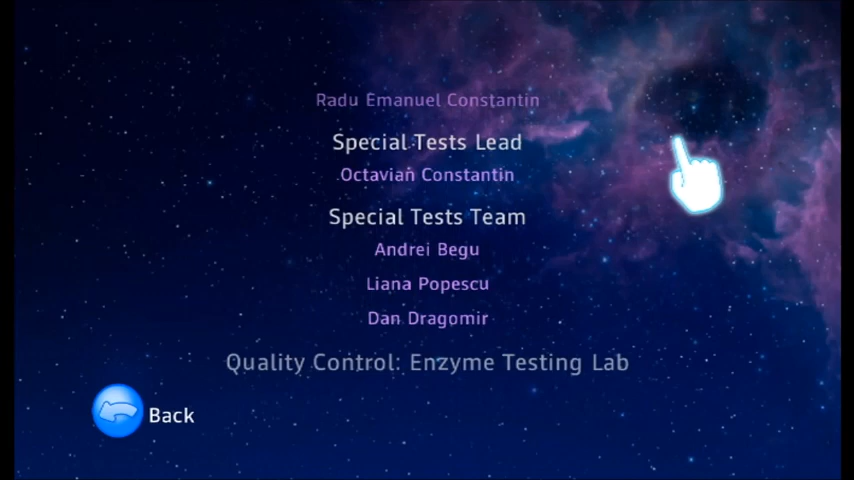 Radu Emanuel Constantin
Special Tests Lead
Octavian Constantin
Special Tests Team
Andrei Begu
Liana Popescu
Dan Dragomir
Quality Control: Enzyme Testing Lab
Back